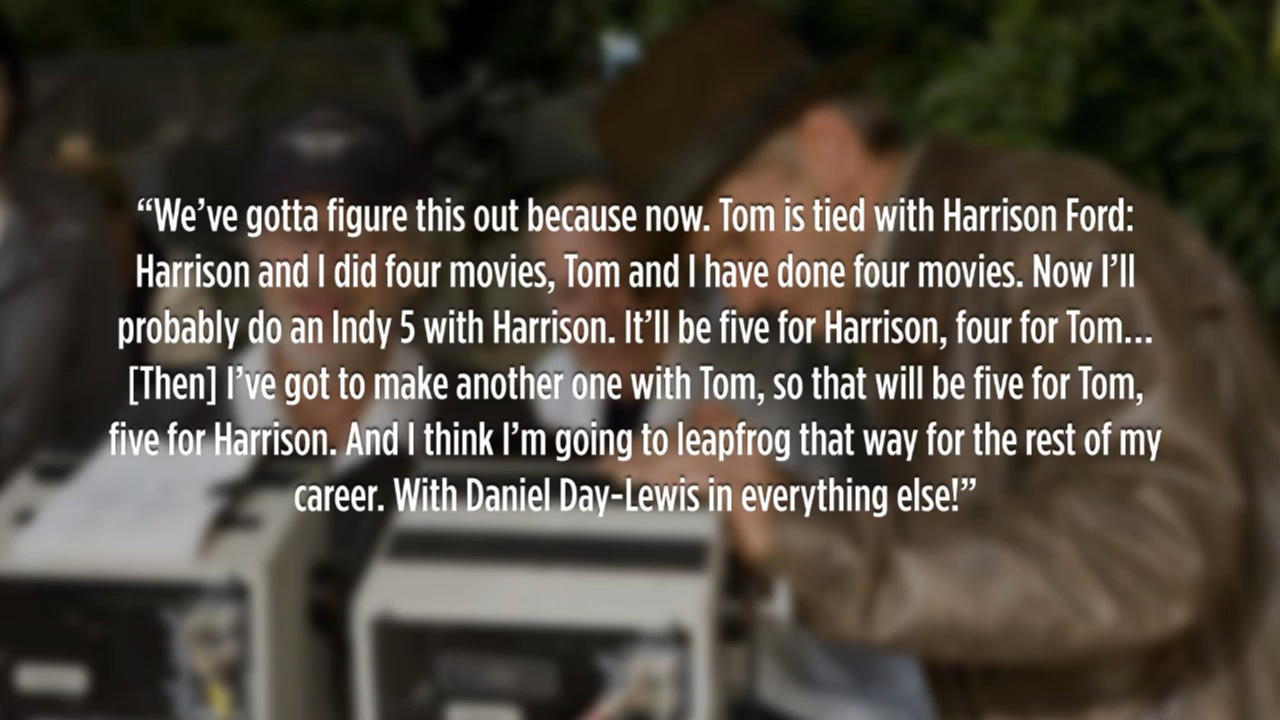 “We’ve gotta figure this out because now. Tom is tied with Harrison Ford:
Harrison and I did four movies, Tom and I have done four movies. Now I’ll
probably do an Indy 5 with Harrison. It’ll be five for Harrison, four for Tom...
[Then] I’ve got to make another one with Tom, so that will be five for Tom,
five for Harrison. And I think I’m going to leapfrog that way for the rest of my
career. With Daniel Day-Lewis in everything else!”